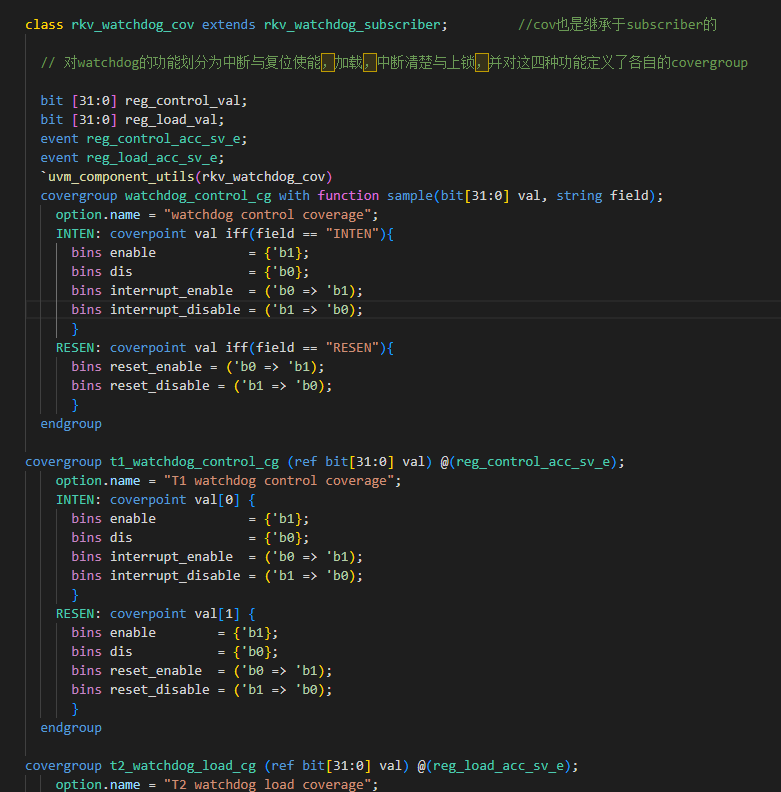 class rkv_watchdog_cov extends rkv_watchdog_subscriber;         //cov也是继承于subscriber的
// 对watchdog的功能划分为中断与复位使能，加载，中断清楚与上锁，并对这四种功能定义了各自的covergroup
bit [31:0] reg_control_val;
bit [31:0] reg_load_val;
event reg_control_acc_sv_e;
event reg_load_acc_sv_e;
`uvm_component_utils(rkv_watchdog_cov)
covergroup watchdog_control_cg with function sample(bit[31:0] val, string field);
  option.name = "watchdog control coverage";
  INTEN: coverpoint val iff(field == "INTEN"){
    bins enable            = {'b1};
    bins dis               = {'b0};
    bins interrupt_enable  = ('b0 => 'b1);
    bins interrupt_disable = ('b1 => 'b0);
    }
  RESEN: coverpoint val iff(field == "RESEN"){
    bins reset_enable = ('b0 => 'b1);
    bins reset_disable = ('b1 => 'b0);
    }
endgroup
covergroup t1_watchdog_control_cg (ref bit[31:0] val) @(reg_control_acc_sv_e);
    option.name = "T1 watchdog control coverage";
    INTEN: coverpoint val[0] {
      bins enable            = {'b1};
      bins dis               = {'b0};
      bins interrupt_enable  = ('b0 => 'b1);
      bins interrupt_disable = ('b1 => 'b0);
      }
    RESEN: coverpoint val[1] {
      bins enable        = {'b1};
      bins dis           = {'b0};
      bins reset_enable  = ('b0 => 'b1);
      bins reset_disable = ('b1 => 'b0);
      }
  endgroup
covergroup t2_watchdog_load_cg (ref bit[31:0] val) @(reg_load_acc_sv_e);
    option.name = "T2 watchdog load coverage";